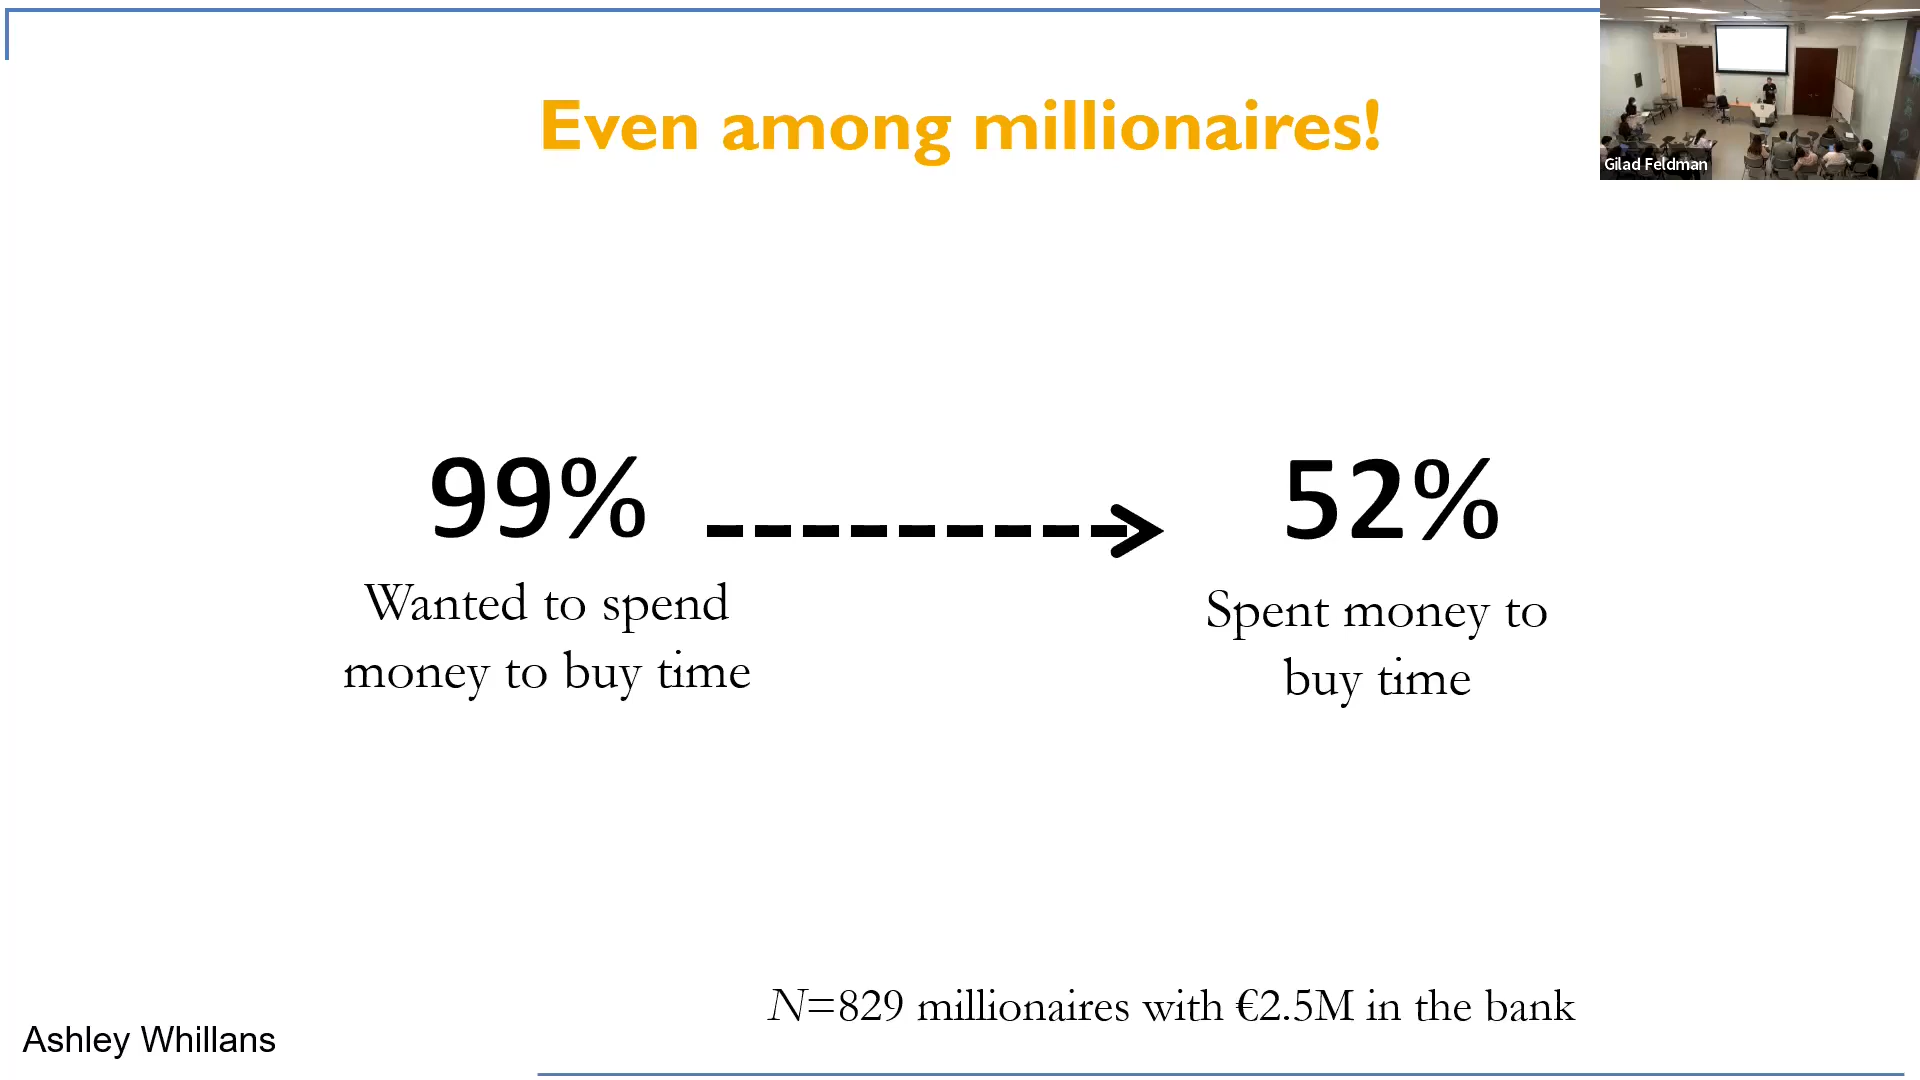 Even among millionaires!
Gilad Feldman
99%
Wanted to spend
money to buy time
52%
Spent money to
buy time
N=829 millionaires with €2.5M in the bank
Ashley Whillans